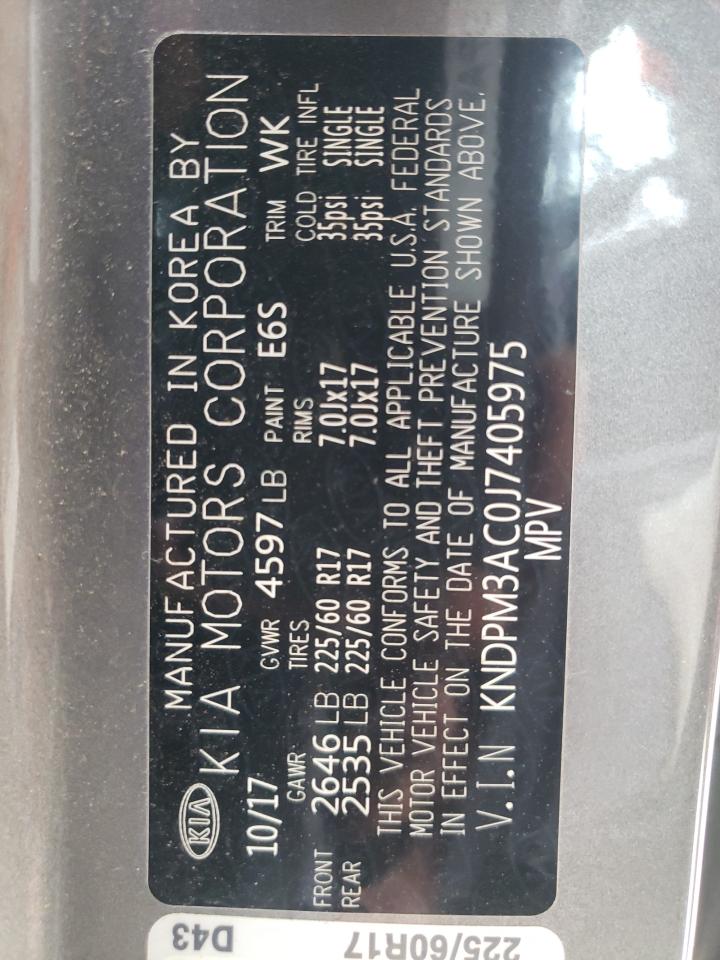 KIA
MANUFACTURED IN KOREA BY
KIA MOTORS CORPORATION
10/17 GVWR 4597 LB PAINT E6S TRIM WK
GAWR TIRES RIMS COLD TIRE INFL
FRONT 2646 LB 225/60 R17 7.0Jx17 35psi SINGLE
REAR 2535 LB 225/60 R17 7.0Jx17 35psi SINGLE
THIS VEHICLE CONFORMS TO ALL APPLICABLE U.S.A. FEDERAL
MOTOR VEHICLE SAFETY AND THEFT PREVENTION STANDARDS
IN EFFECT ON THE DATE OF MANUFACTURE SHOWN ABOVE.
V.I.N KNDPM3AC0J7405975
MPV
D43
225/60R17